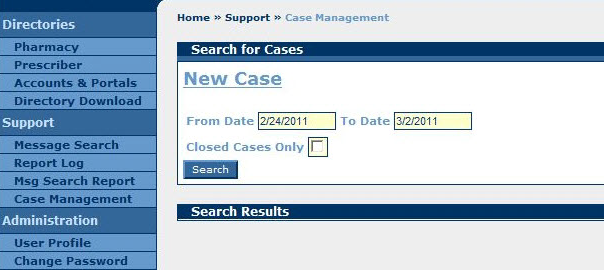 Directories
Pharmacy
Prescriber
Accounts & Portals
Directory Download
Support
Message Search
Report Log
Msg Search Report
Case Management
Administration
User Profile
Change Password
Home » Support » Case Management
Search for Cases
New Case
From Date 2/24/2011 To Date 3/2/2011
Closed Cases Only
Search
Search Results